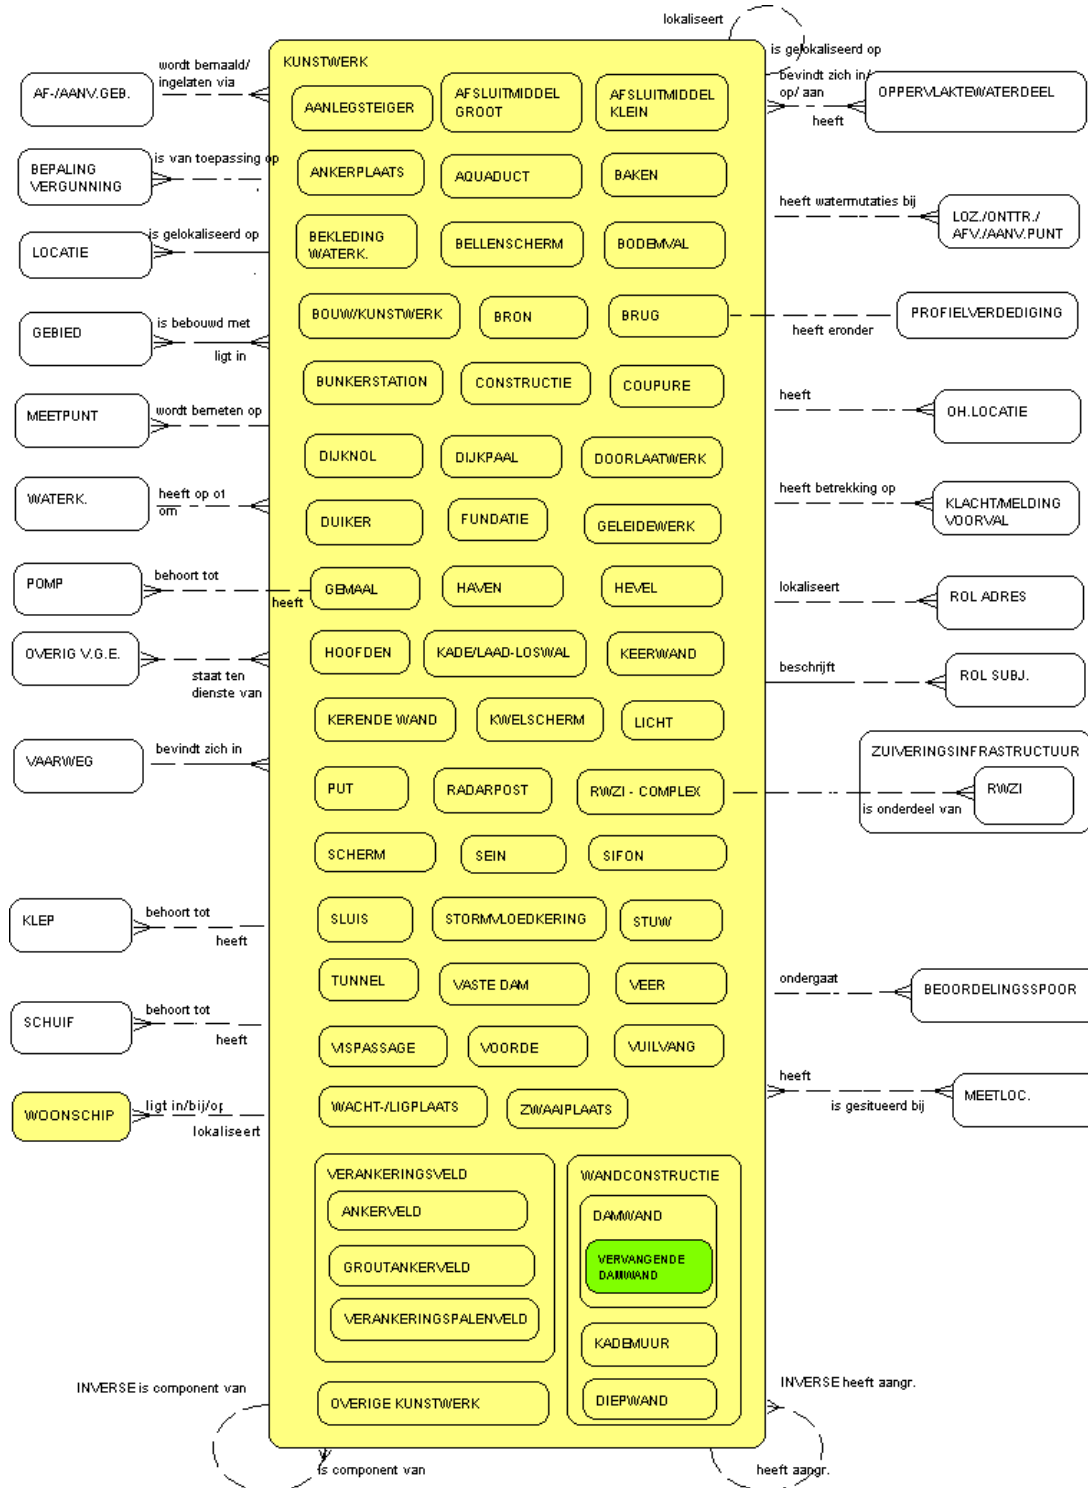 lokaliseert
is gelokaliseerd op
KUNSTWERK
wordt bemaald/
ingelaten via
AF-/AANV.GEB.
AANLEGSTEIGER
AFSLUITMIDDEL
GROOT
AFSLUITMIDDEL
KLEIN
bevindt zich in/
op/ aan
heeft
OPPERVLAKTEWATERDEEL
BEPALING
VERGUNNING
is van toepassing op
ANKERPLAATS
AQUADUCT
BAKEN
heeft watermutaties bij
LOZ./ONTTR./
AFV./AANV.PUNT
LOCATIE
is gelokaliseerd op
BEKLEDING
WATERK.
BELLENSCHERM
BODEMVAL
GEBIED
is bebouwd met
ligt in
BOUW/KUNSTWERK
BRON
BRUG
heeft eronder
PROFIELVERDEDIGING
BUNKERSTATION
CONSTRUCTIE
COUPURE
heeft
OH.LOCATIE
MEETPUNT
wordt bemeten op
DIJKNOL
DIJKPAAL
DOORLAATWERK
WATERK.
heeft op of
om
DUIKER
FUNDATIE
GELEIDEWERK
heeft betrekking op
KLACHT/MELDING
VOORVAL
POMP
behoort tot
heeft
GEMAAL
HAVEN
HEVEL
lokaliseert
ROL ADRES
OVERIG V.G.E.
staat ten
dienste van
HOOFDEN
KADE/LAAD-LOSWAL
KEERWAND
beschrijft
ROL SUBJ.
KERENDE WAND
KWELSCHERM
LICHT
VAARWEG
bevindt zich in
PUT
RADARPOST
RWZI - COMPLEX
is onderdeel van
ZUIVERINGSINFRASTRUCTUUR
RWZI
SCHERM
SEIN
SIFON
KLEP
behoort tot
heeft
SLUIS
STORMVLOEDKERING
STUW
TUNNEL
VASTE DAM
VEER
ondergaat
BEOORDELINGSSPOOR
SCHUIF
behoort tot
heeft
VISPASSAGE
VOORDE
VUILVANG
heeft
is gesitueerd bij
MEETLOC.
WOONSCHIP
ligt in/bij/op
lokaliseert
WACHT-/LIGPLAATS
ZWAAIPLAATS
VERANKERINGSVELD
ANKERVELD
GROUTANKERVELD
VERANKERINGSPALENVELD
WANDCONSTRUCTIE
DAMWAND
VERVANGENDE
DAMWAND
KADEMUUR
DIEPWAND
OVERIGE KUNSTWERK
INVERSE is component van
is component van
INVERSE heeft aangr.
heeft aangr.